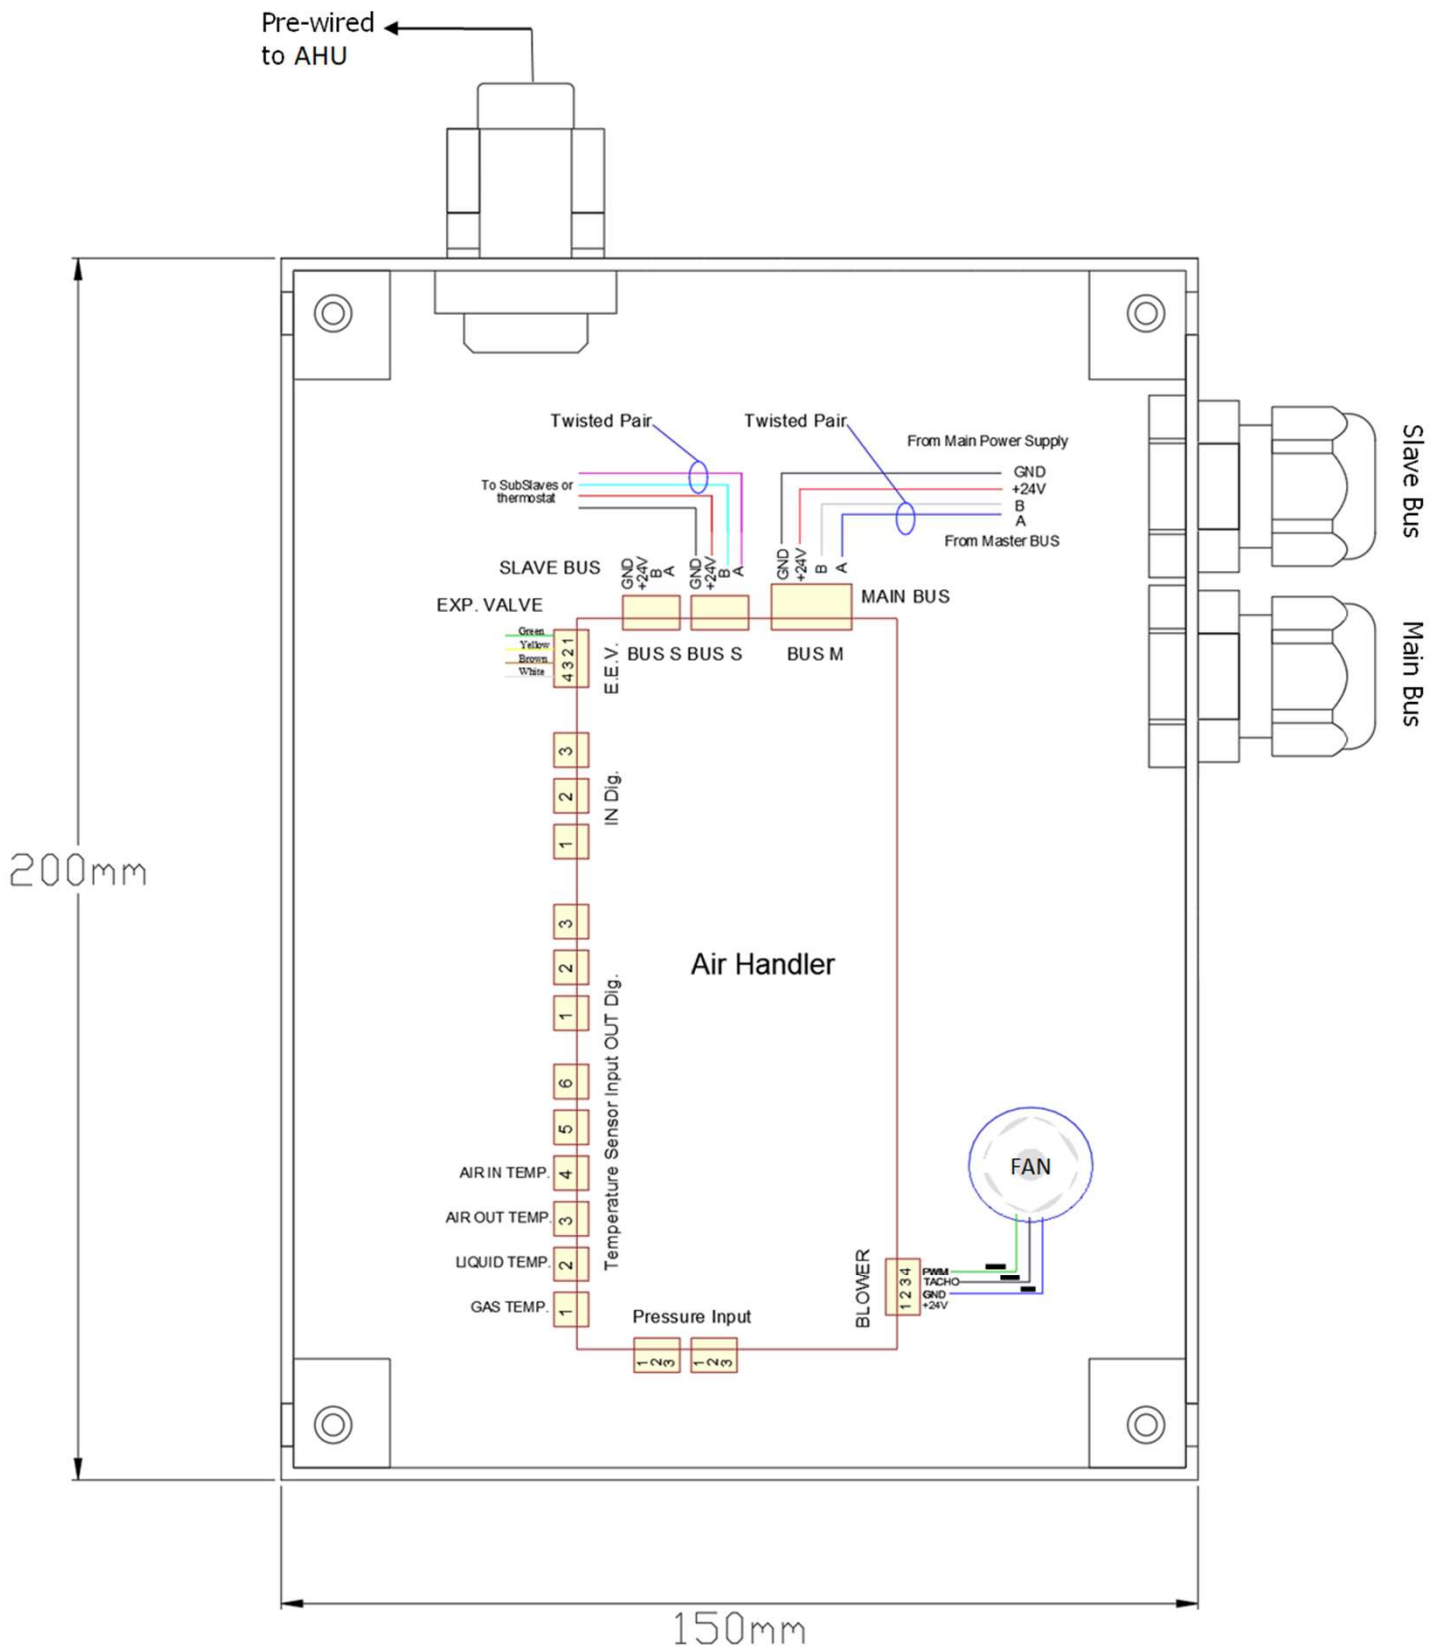 Pre-wired
to AHU
Slave Bus
Main Bus
200mm
150mm
Twisted Pair
Twisted Pair
From Main Power Supply
GND
+24V
B
A
From Master BUS
To SubSlaves or
thermostat
SLAVE BUS
GND
+24V
B
A
GND
+24V
B
A
GND
+24V
B
A
MAIN BUS
EXP. VALVE
BUS S
BUS S
BUS M
Green
Yellow
Brown
White
4 3 2 1
E.E.V.
3
2
1
IN Dig.
3
2
1
OUT Dig.
Air Handler
6
5
AIR IN TEMP.
4
AIR OUT TEMP.
3
LIQUID TEMP.
2
GAS TEMP.
1
Temperature Sensor Input
FAN
BLOWER
1 2 3 4
PWM
TACHO
GND
+24V
Pressure Input
1 2 3
1 2 3